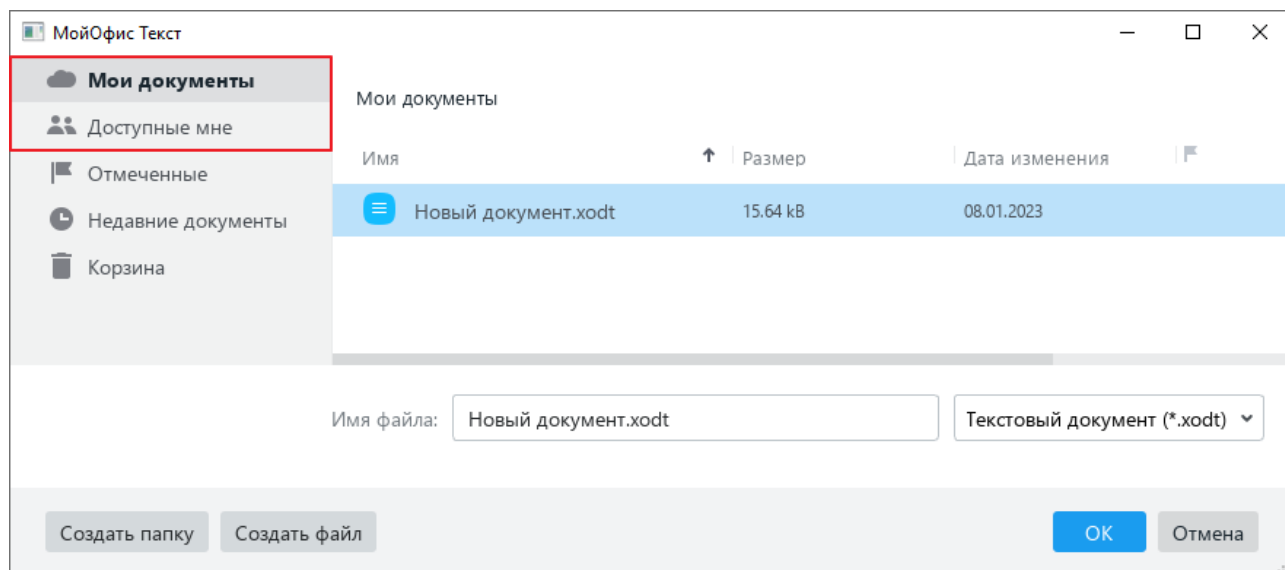 МойОфис Текст
Мои документы
Доступные мне
Отмеченные
Недавние документы
Корзина
Мои документы
Имя Размер Дата изменения
Новый документ.xodt 15.64 kB 08.01.2023
Имя файла: Новый документ.xodt Текстовый документ (*.xodt)
Создать папку Создать файл ОК Отмена